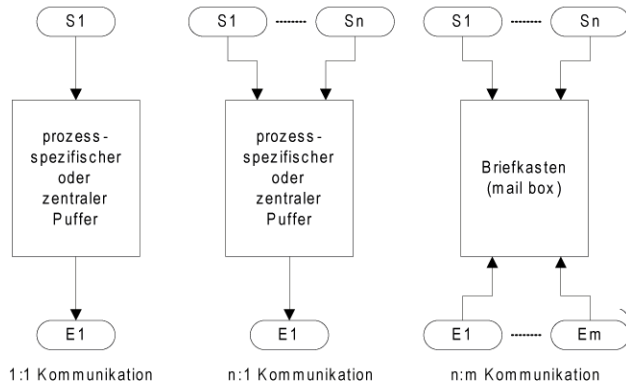 S1
prozess-
spezifischer
oder
zentraler
Puffer
E1
1:1 Kommunikation
S1
Sn
prozess-
spezifischer
oder
zentraler
Puffer
E1
n:1 Kommunikation
S1
Sn
Briefkasten
(mail box)
E1
Em
n:m Kommunikation